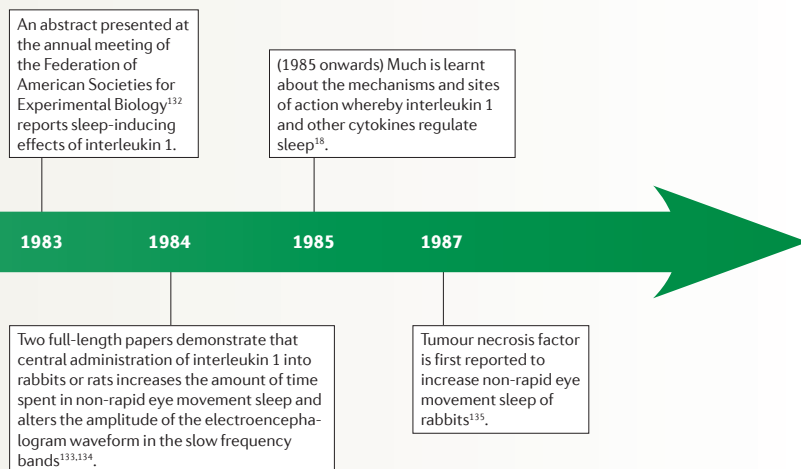 An abstract presented at
the annual meeting of
the Federation of
American Societies for
Experimental Biology¹³²
reports sleep-inducing
effects of interleukin 1.
(1985 onwards) Much is learnt
about the mechanisms and sites
of action whereby interleukin 1
and other cytokines regulate
sleep¹⁸.
1983 1984 1985 1987
Two full-length papers demonstrate that
central administration of interleukin 1 into
rabbits or rats increases the amount of time
spent in non-rapid eye movement sleep and
alters the amplitude of the electroencepha-
logram waveform in the slow frequency
bands¹³³,¹³⁴.
Tumour necrosis factor
is first reported to
increase non-rapid eye
movement sleep of
rabbits¹³⁵.